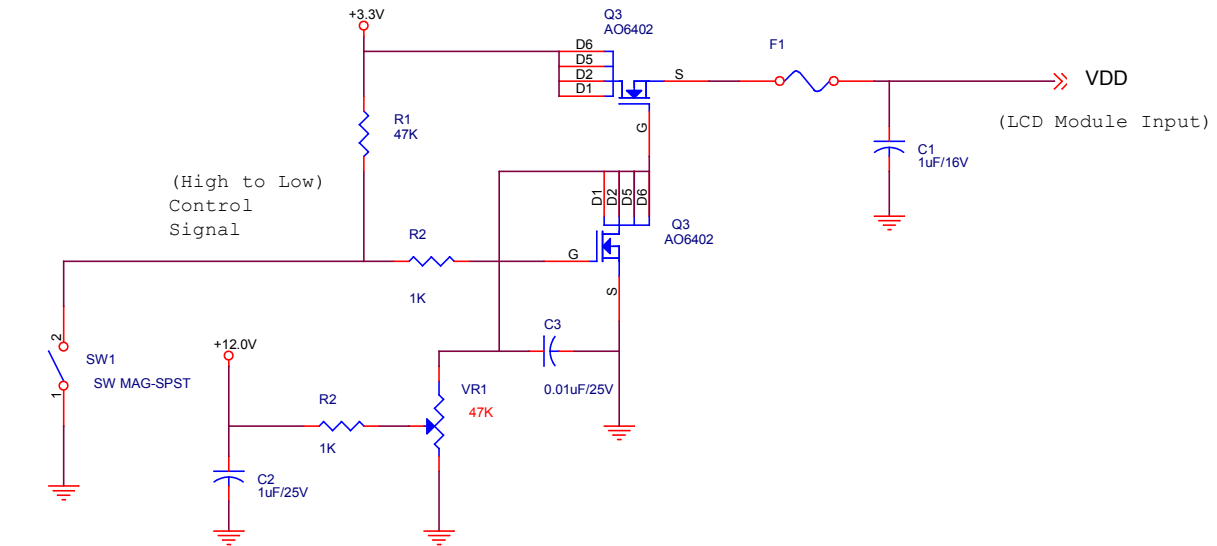 +3.3V
Q3
AO6402
D6
D5
D2
D1
S
G
F1
VDD
(LCD Module Input)
R1
47K
C1
1uF/16V
(High to Low)
Control
Signal
D1
D2
D5
D6
Q3
AO6402
R2
1K
G
S
2
SW1
SW MAG-SPST
1
+12.0V
C3
0.01uF/25V
R2
1K
VR1
47K
C2
1uF/25V